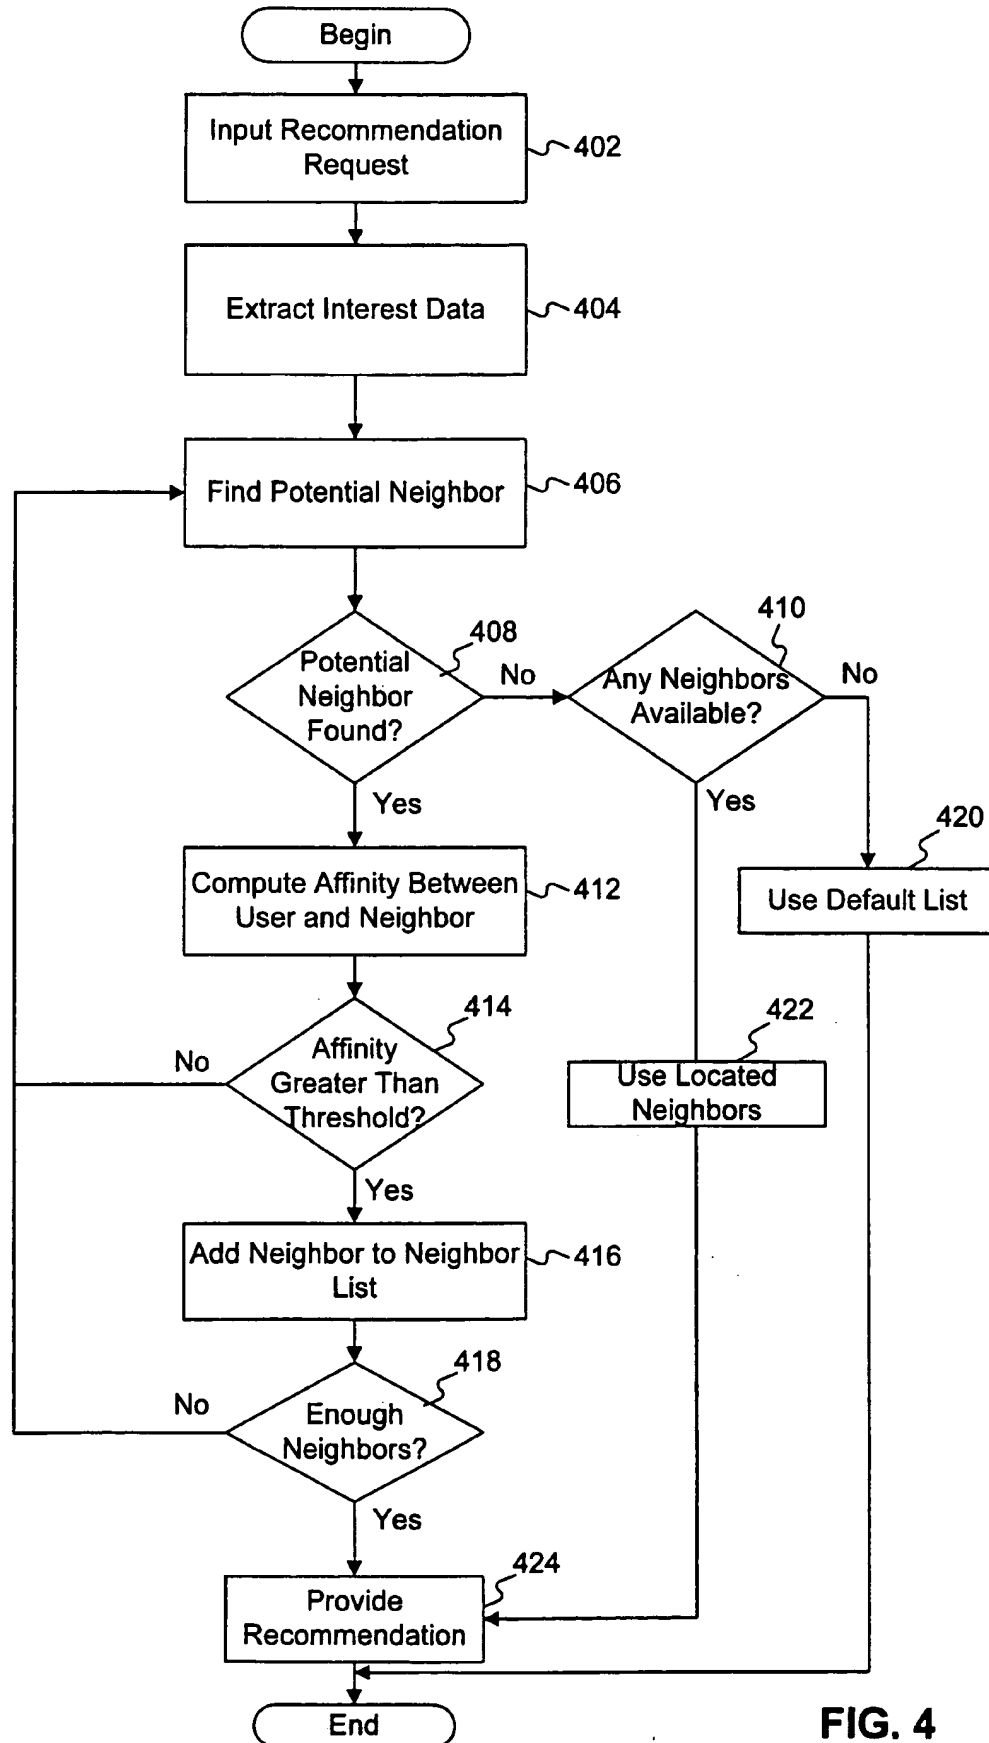 Begin
Input Recommendation
Request
402
Extract Interest Data
404
Find Potential Neighbor
406
Potential
Neighbor
Found?
408
No
Any Neighbors
Available?
410
No
Yes
Yes
420
Use Default List
Compute Affinity Between
User and Neighbor
412
Affinity
Greater Than
Threshold?
414
No
422
Use Located
Neighbors
Yes
Add Neighbor to Neighbor
List
416
Enough
Neighbors?
418
No
Yes
424
Provide
Recommendation
End
FIG. 4